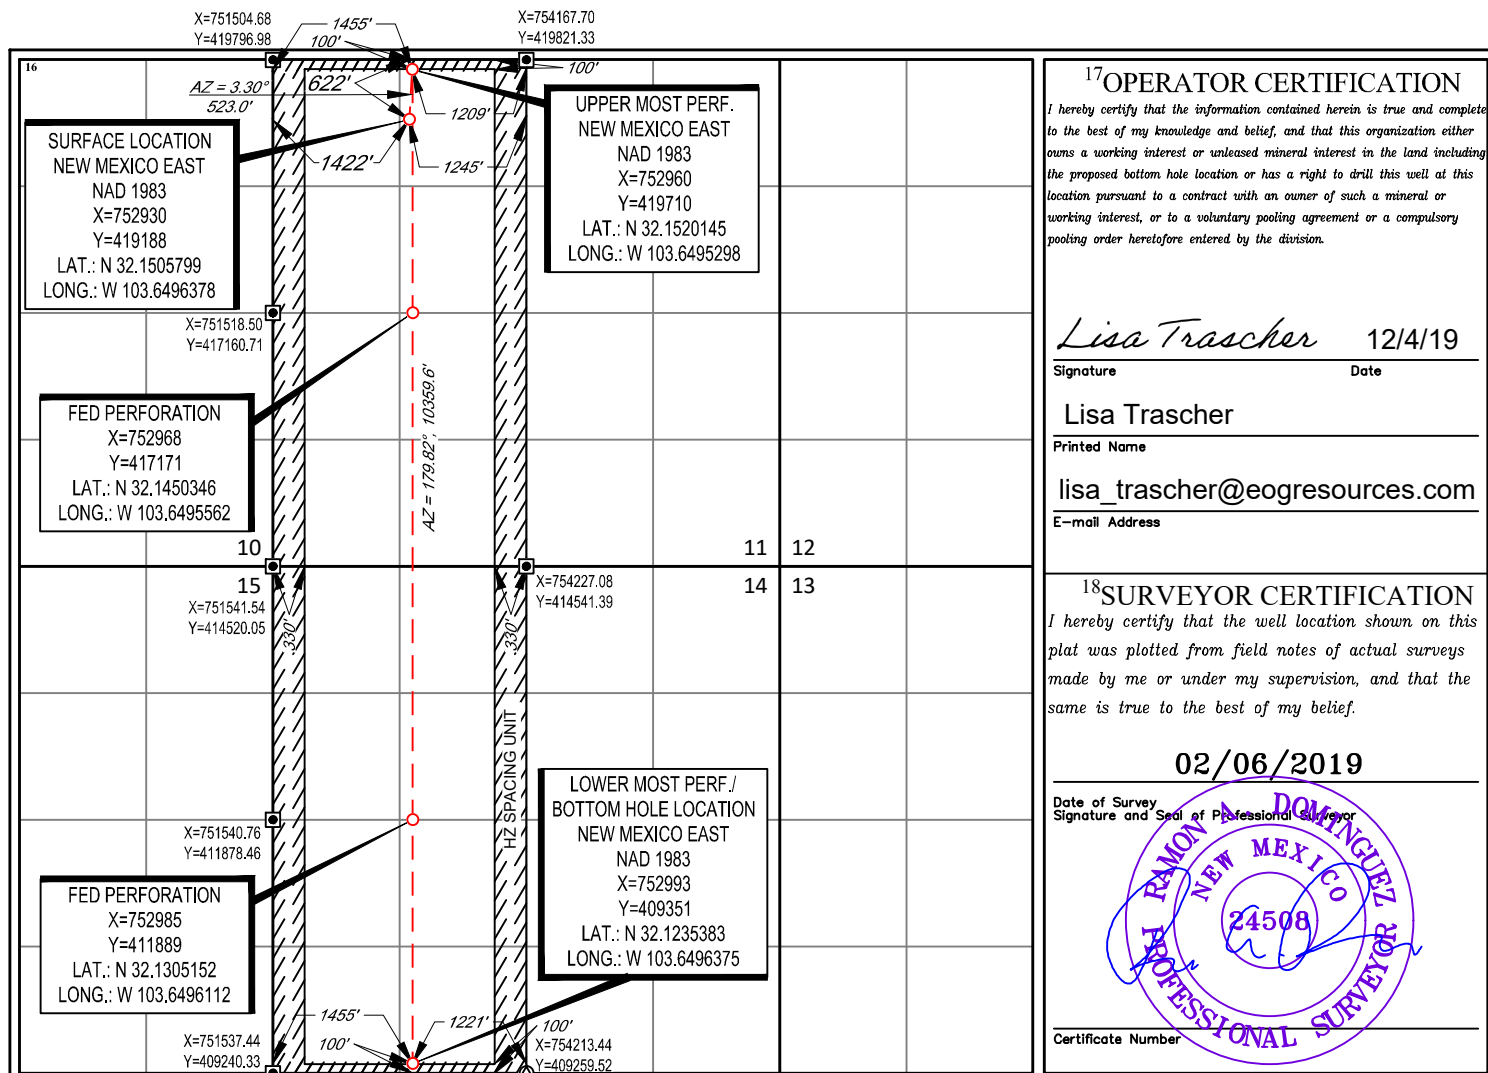 X=751504.68
Y=419796.98
1455'
100'
X=754167.70
Y=419821.33
100'
16
AZ = 3.30°
523.0'
622'
1209'
1422'
1245'
SURFACE LOCATION
NEW MEXICO EAST
NAD 1983
X=752930
Y=419188
LAT.: N 32.1505799
LONG.: W 103.6496378
UPPER MOST PERF.
NEW MEXICO EAST
NAD 1983
X=752960
Y=419710
LAT.: N 32.1520145
LONG.: W 103.6495298
X=751518.50
Y=417160.71
FED PERFORATION
X=752968
Y=417171
LAT.: N 32.1450346
LONG.: W 103.6495562
AZ = 179.82°, 10359.6'
10
11
12
15
14
13
X=751541.54
Y=414520.05
330'
330'
X=754227.08
Y=414541.39
HZ SPACING UNIT
X=751540.76
Y=411878.46
FED PERFORATION
X=752985
Y=411889
LAT.: N 32.1305152
LONG.: W 103.6496112
LOWER MOST PERF./
BOTTOM HOLE LOCATION
NEW MEXICO EAST
NAD 1983
X=752993
Y=409351
LAT.: N 32.1235383
LONG.: W 103.6496375
X=751537.44
Y=409240.33
1455'
100'
1221'
100'
X=754213.44
Y=409259.52
17OPERATOR CERTIFICATION
I hereby certify that the information contained herein is true and complete
to the best of my knowledge and belief, and that this organization either
owns a working interest or unleased mineral interest in the land including
the proposed bottom hole location or has a right to drill this well at this
location pursuant to a contract with an owner of such a mineral or
working interest, or to a voluntary pooling agreement or a compulsory
pooling order heretofore entered by the division.
Lisa Trascher 12/4/19
Signature Date
Lisa Trascher
Printed Name
lisa_trascher@eogresources.com
E-mail Address
18SURVEYOR CERTIFICATION
I hereby certify that the well location shown on this
plat was plotted from field notes of actual surveys
made by me or under my supervision, and that the
same is true to the best of my belief.
02/06/2019
Date of Survey
Signature and Seal of Professional Surveyor
RAMON A. DOMINGUEZ
NEW MEXICO
24508
PROFESSIONAL SURVEYOR
Certificate Number